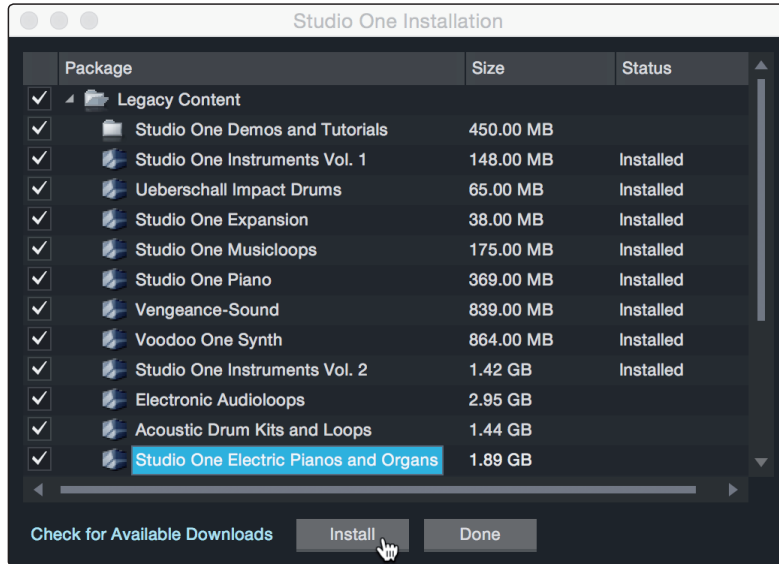 Studio One Installation
Package Size Status
Legacy Content
Studio One Demos and Tutorials 450.00 MB
Studio One Instruments Vol. 1 148.00 MB Installed
Ueberschall Impact Drums 65.00 MB Installed
Studio One Expansion 38.00 MB Installed
Studio One Musicloops 175.00 MB Installed
Studio One Piano 369.00 MB Installed
Vengeance-Sound 839.00 MB Installed
Voodoo One Synth 864.00 MB Installed
Studio One Instruments Vol. 2 1.42 GB Installed
Electronic Audioloops 2.95 GB
Acoustic Drum Kits and Loops 1.44 GB
Studio One Electric Pianos and Organs 1.89 GB
Check for Available Downloads Install Done